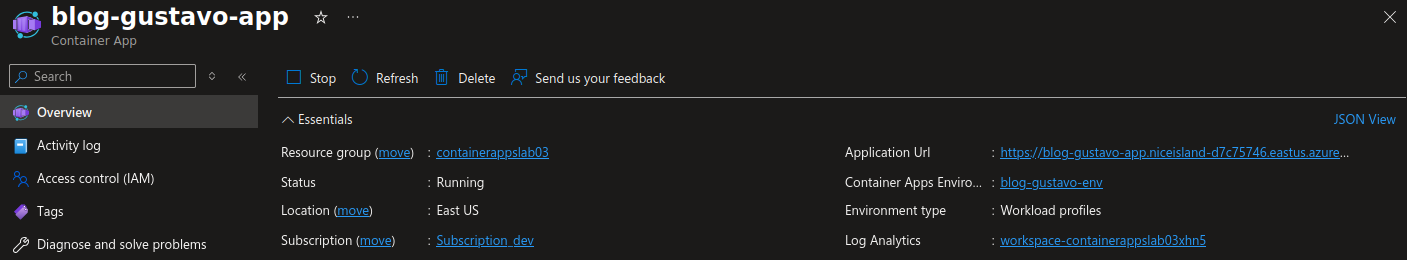 blog-gustavo-app
Container App
Search
Stop Refresh Delete Send us your feedback
Overview
Activity log
Access control (IAM)
Tags
Diagnose and solve problems
Essentials JSON View
Resource group (move) : containerappslab03
Status : Running
Location (move) : East US
Subscription (move) : Subscription_dev
Application Url : https://blog-gustavo-app.niceisland-d7c75746.eastus.azure...
Container Apps Enviro... : blog-gustavo-env
Environment type : Workload profiles
Log Analytics : workspace-containerappslab03xhn5